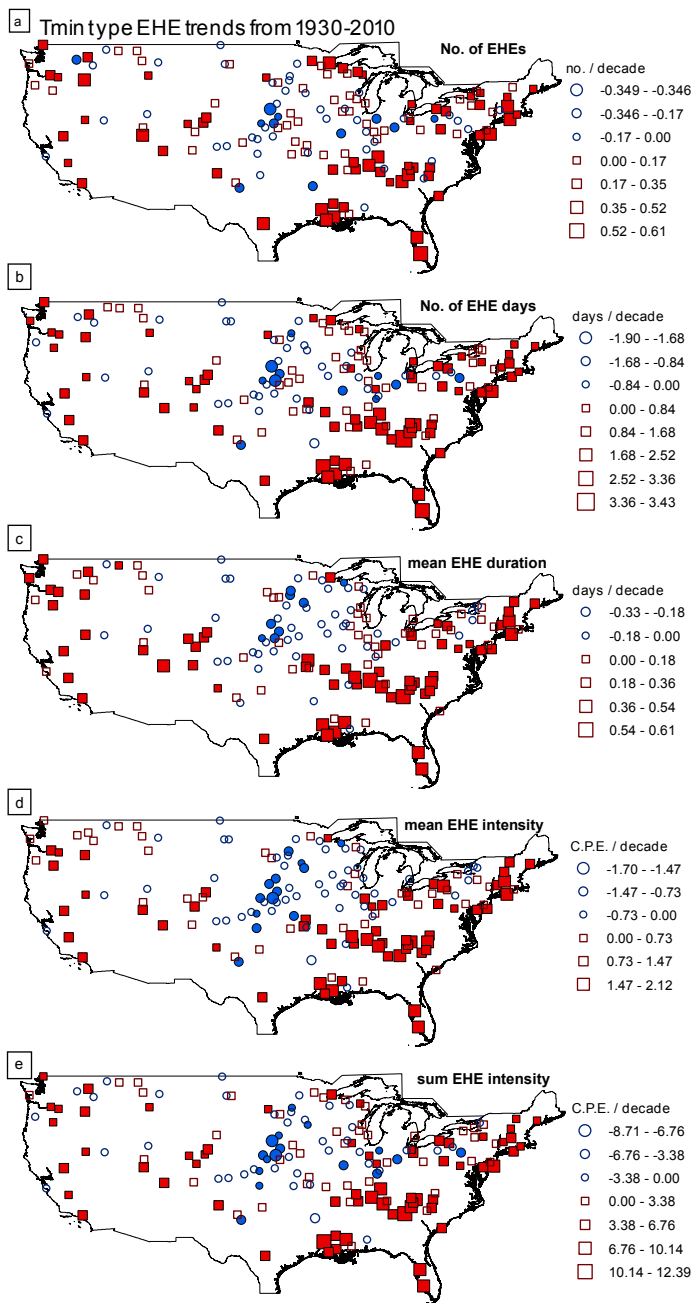 a
Tmin type EHE trends from 1930-2010
No. of EHEs
no. / decade
-0.349 - -0.346
-0.346 - -0.17
-0.17 - 0.00
0.00 - 0.17
0.17 - 0.35
0.35 - 0.52
0.52 - 0.61
b
No. of EHE days
days / decade
-1.90 - -1.68
-1.68 - -0.84
-0.84 - 0.00
0.00 - 0.84
0.84 - 1.68
1.68 - 2.52
2.52 - 3.36
3.36 - 3.43
c
mean EHE duration
days / decade
-0.33 - -0.18
-0.18 - 0.00
0.00 - 0.18
0.18 - 0.36
0.36 - 0.54
0.54 - 0.61
d
mean EHE intensity
C.P.E. / decade
-1.70 - -1.47
-1.47 - -0.73
-0.73 - 0.00
0.00 - 0.73
0.73 - 1.47
1.47 - 2.12
e
sum EHE intensity
C.P.E. / decade
-8.71 - -6.76
-6.76 - -3.38
-3.38 - 0.00
0.00 - 3.38
3.38 - 6.76
6.76 - 10.14
10.14 - 12.39